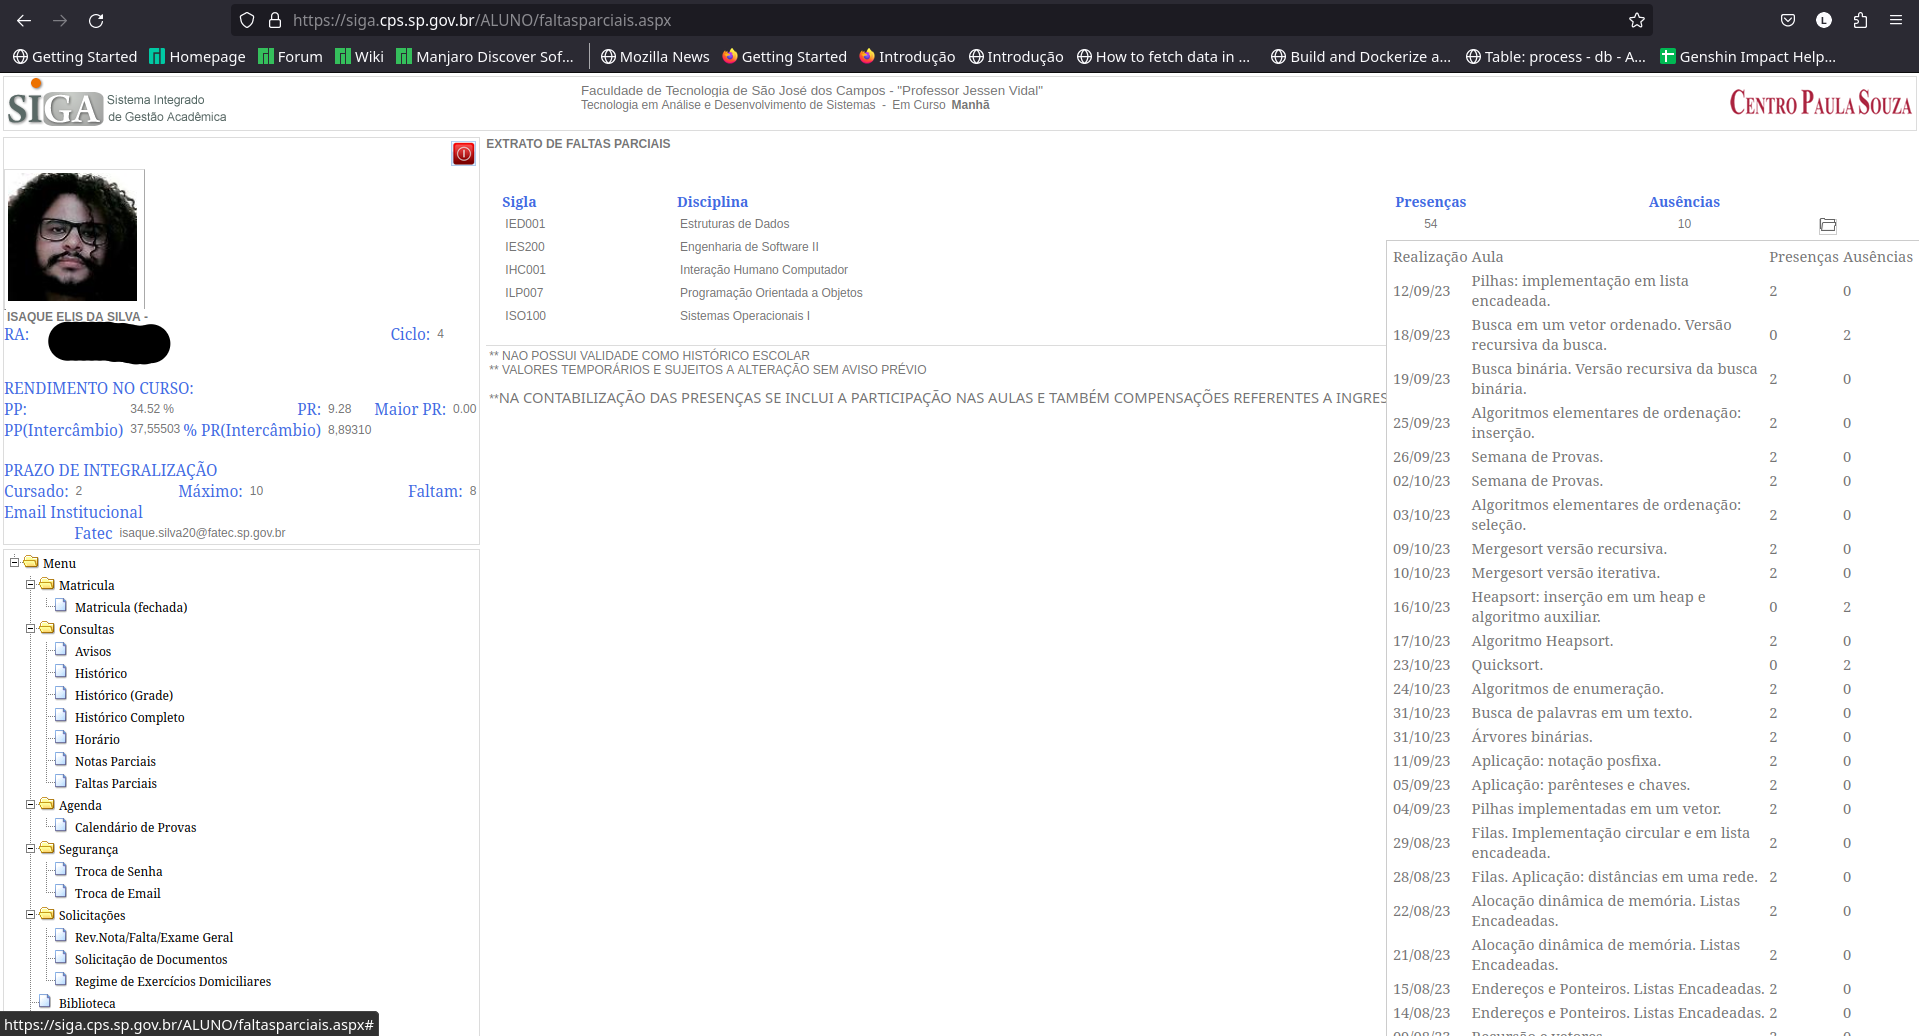 https://siga.cps.sp.gov.br/ALUNO/faltasparciais.aspx
Getting Started Homepage Forum Wiki Manjaro Discover Sof... Mozilla News Getting Started Introdução Introdução How to fetch data in ... Build and Dockerize a... Table: process - db - A... Genshin Impact Help...
SIGA Sistema Integrado
de Gestão Acadêmica
Faculdade de Tecnologia de São José dos Campos - "Professor Jessen Vidal"
Tecnologia em Análise e Desenvolvimento de Sistemas - Em Curso Manhã
CENTRO PAULA SOUZA
ISAQUE ELIS DA SILVA -
RA:
Ciclo: 4
RENDIMENTO NO CURSO:
PP: 34.52 % PR: 9.28 Maior PR: 0.00
PP(Intercâmbio) 37,55503 % PR(Intercâmbio) 8,89310
PRAZO DE INTEGRALIZAÇÃO
Cursado: 2 Máximo: 10 Faltam: 8
Email Institucional
Fatec isaque.silva20@fatec.sp.gov.br
Menu
Matricula
Matricula (fechada)
Consultas
Avisos
Histórico
Histórico (Grade)
Histórico Completo
Horário
Notas Parciais
Faltas Parciais
Agenda
Calendário de Provas
Segurança
Troca de Senha
Troca de Email
Solicitações
Rev.Nota/Falta/Exame Geral
Solicitação de Documentos
Regime de Exercícios Domiciliares
Biblioteca
https://siga.cps.sp.gov.br/ALUNO/faltasparciais.aspx#
EXTRATO DE FALTAS PARCIAIS
Sigla Disciplina Presenças Ausências
IED001 Estruturas de Dados 54 10
IES200 Engenharia de Software II
IHC001 Interação Humano Computador
ILP007 Programação Orientada a Objetos
ISO100 Sistemas Operacionais I
** NAO POSSUI VALIDADE COMO HISTÓRICO ESCOLAR
** VALORES TEMPORÁRIOS E SUJEITOS A ALTERAÇÃO SEM AVISO PRÉVIO
**NA CONTABILIZAÇÃO DAS PRESENÇAS SE INCLUI A PARTICIPAÇÃO NAS AULAS E TAMBÉM COMPENSAÇÕES REFERENTES A INGRES
Realização Aula Presenças Ausências
12/09/23 Pilhas: implementação em lista
encadeada. 2 0
18/09/23 Busca em um vetor ordenado. Versão
recursiva da busca. 0 2
19/09/23 Busca binária. Versão recursiva da busca
binária. 2 0
25/09/23 Algoritmos elementares de ordenação:
inserção. 2 0
26/09/23 Semana de Provas. 2 0
02/10/23 Semana de Provas. 2 0
03/10/23 Algoritmos elementares de ordenação:
seleção. 2 0
09/10/23 Mergesort versão recursiva. 2 0
10/10/23 Mergesort versão iterativa. 2 0
16/10/23 Heapsort: inserção em um heap e
algoritmo auxiliar. 0 2
17/10/23 Algoritmo Heapsort. 2 0
23/10/23 Quicksort. 0 2
24/10/23 Algoritmos de enumeração. 2 0
31/10/23 Busca de palavras em um texto. 2 0
31/10/23 Árvores binárias. 2 0
11/09/23 Aplicação: notação posfixa. 2 0
05/09/23 Aplicação: parênteses e chaves. 2 0
04/09/23 Pilhas implementadas em um vetor. 2 0
29/08/23 Filas. Implementação circular e em lista
encadeada. 2 0
28/08/23 Filas. Aplicação: distâncias em uma rede. 2 0
22/08/23 Alocação dinâmica de memória. Listas
Encadeadas. 2 0
21/08/23 Alocação dinâmica de memória. Listas
Encadeadas. 2 0
15/08/23 Endereços e Ponteiros. Listas Encadeadas. 2 0
14/08/23 Endereços e Ponteiros. Listas Encadeadas. 2 0